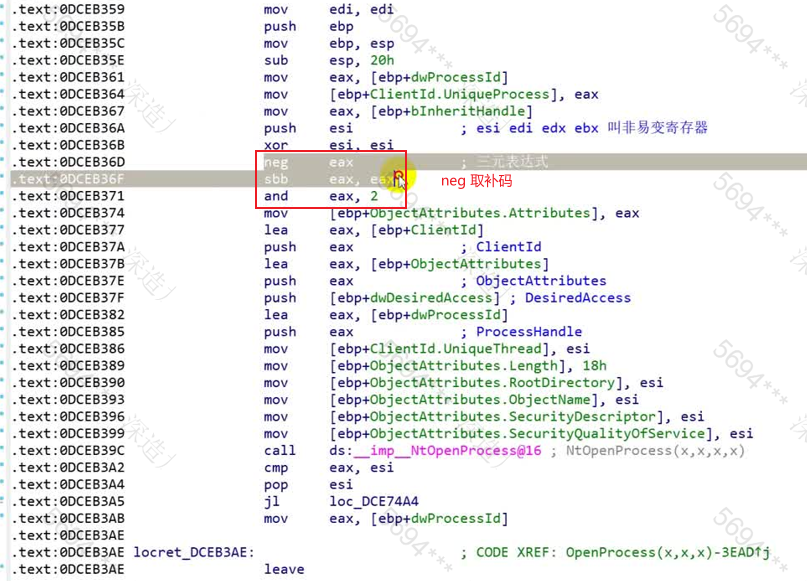 .text:0DCEB359 mov edi, edi
.text:0DCEB35B push ebp
.text:0DCEB35C mov ebp, esp
.text:0DCEB35E sub esp, 20h
.text:0DCEB361 mov eax, [ebp+dwProcessId]
.text:0DCEB364 mov [ebp+ClientId.UniqueProcess], eax
.text:0DCEB367 mov eax, [ebp+bInheritHandle]
.text:0DCEB36A push esi ; esi edi edx ebx 叫非易变寄存器
.text:0DCEB36B xor esi, esi
.text:0DCEB36D neg eax ; 三元表达式
.text:0DCEB36F sbb eax, eax neg 取补码
.text:0DCEB371 and eax, 2
.text:0DCEB374 mov [ebp+ObjectAttributes.Attributes], eax
.text:0DCEB377 lea eax, [ebp+ClientId]
.text:0DCEB37A push eax ; ClientId
.text:0DCEB37B lea eax, [ebp+ObjectAttributes]
.text:0DCEB37E push eax ; ObjectAttributes
.text:0DCEB37F push [ebp+dwDesiredAccess] ; DesiredAccess
.text:0DCEB382 lea eax, [ebp+dwProcessId]
.text:0DCEB385 push eax ; ProcessHandle
.text:0DCEB386 mov [ebp+ClientId.UniqueThread], esi
.text:0DCEB389 mov [ebp+ObjectAttributes.Length], 18h
.text:0DCEB390 mov [ebp+ObjectAttributes.RootDirectory], esi
.text:0DCEB393 mov [ebp+ObjectAttributes.ObjectName], esi
.text:0DCEB396 mov [ebp+ObjectAttributes.SecurityDescriptor], esi
.text:0DCEB399 mov [ebp+ObjectAttributes.SecurityQualityOfService], esi
.text:0DCEB39C call ds:__imp__NtOpenProcess@16 ; NtOpenProcess(x,x,x,x)
.text:0DCEB3A2 cmp eax, esi
.text:0DCEB3A4 pop esi
.text:0DCEB3A5 jl loc_DCE74A4
.text:0DCEB3AB mov eax, [ebp+dwProcessId]
.text:0DCEB3AE
.text:0DCEB3AE locret_DCEB3AE: ; CODE XREF: OpenProcess(x,x,x)-3EAD↑j
.text:0DCEB3AE leave